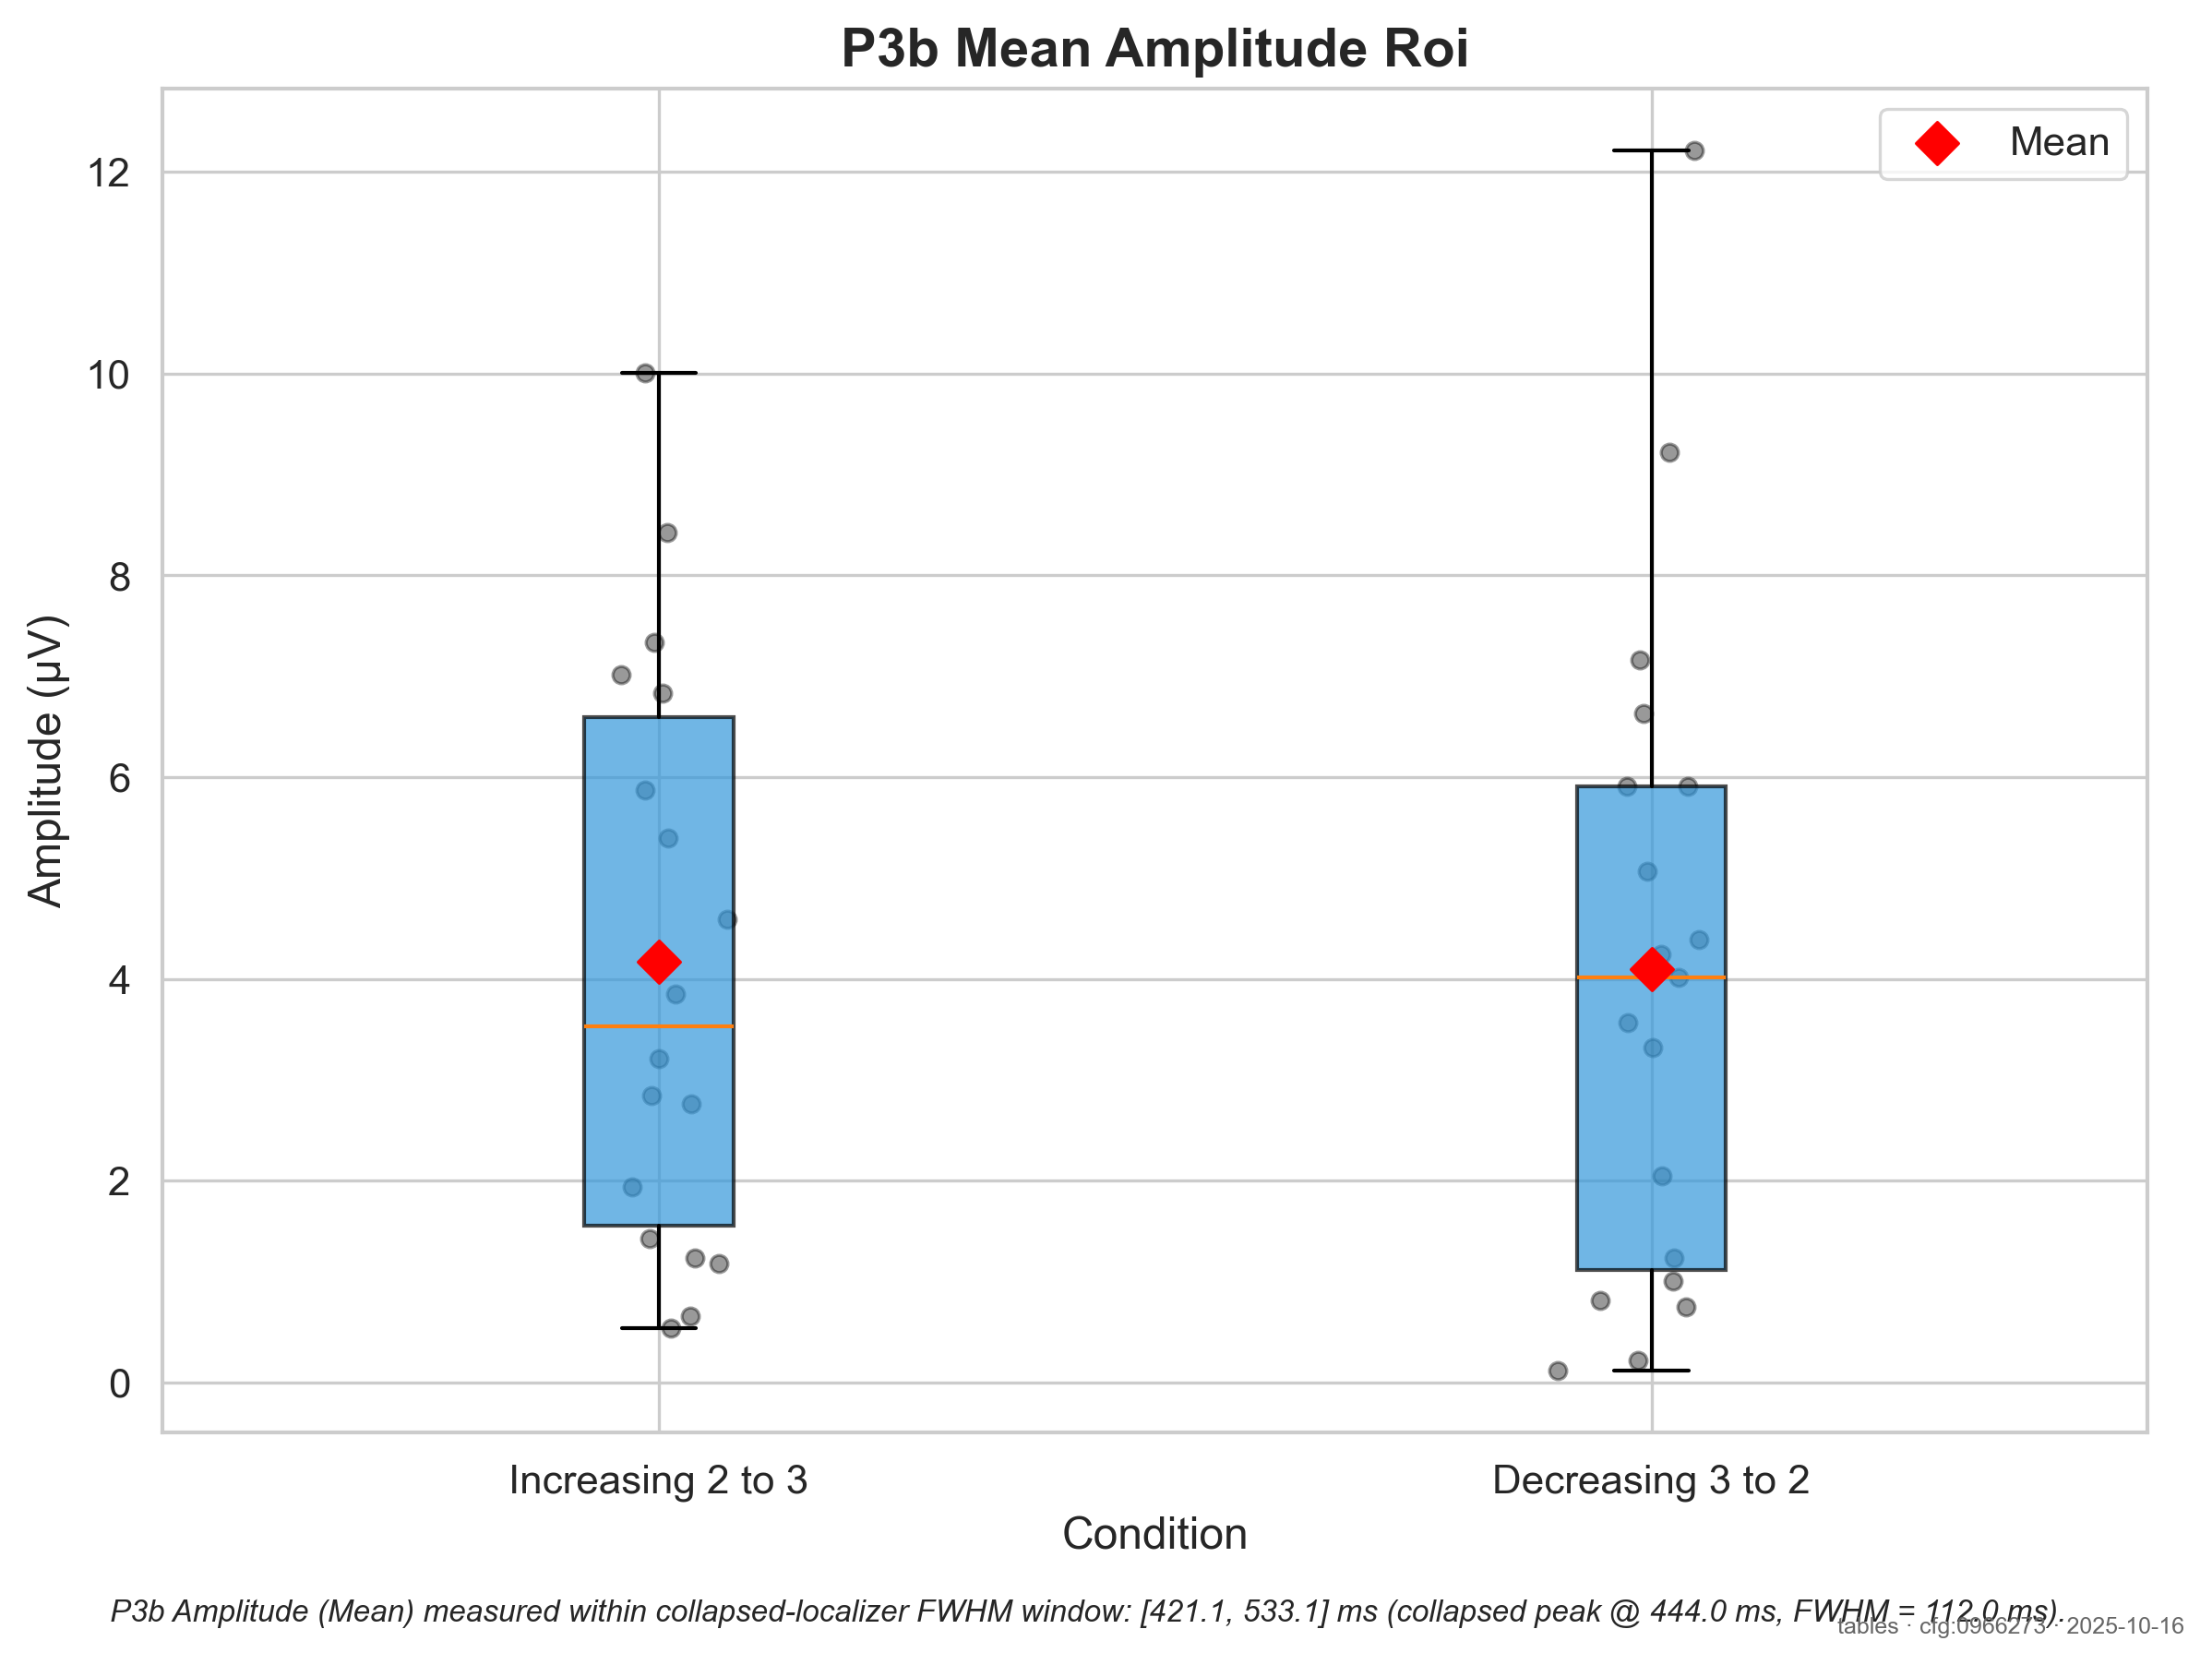 P3b Mean Amplitude Roi
Mean
12
10
8
6
4
2
0
Amplitude (µV)
Increasing 2 to 3
Decreasing 3 to 2
Condition
P3b Amplitude (Mean) measured within collapsed-localizer FWHM window: [421.1, 533.1] ms (collapsed peak @ 444.0 ms, FWHM = 112.0 ms).
tables · cfg:0966273 · 2025-10-16